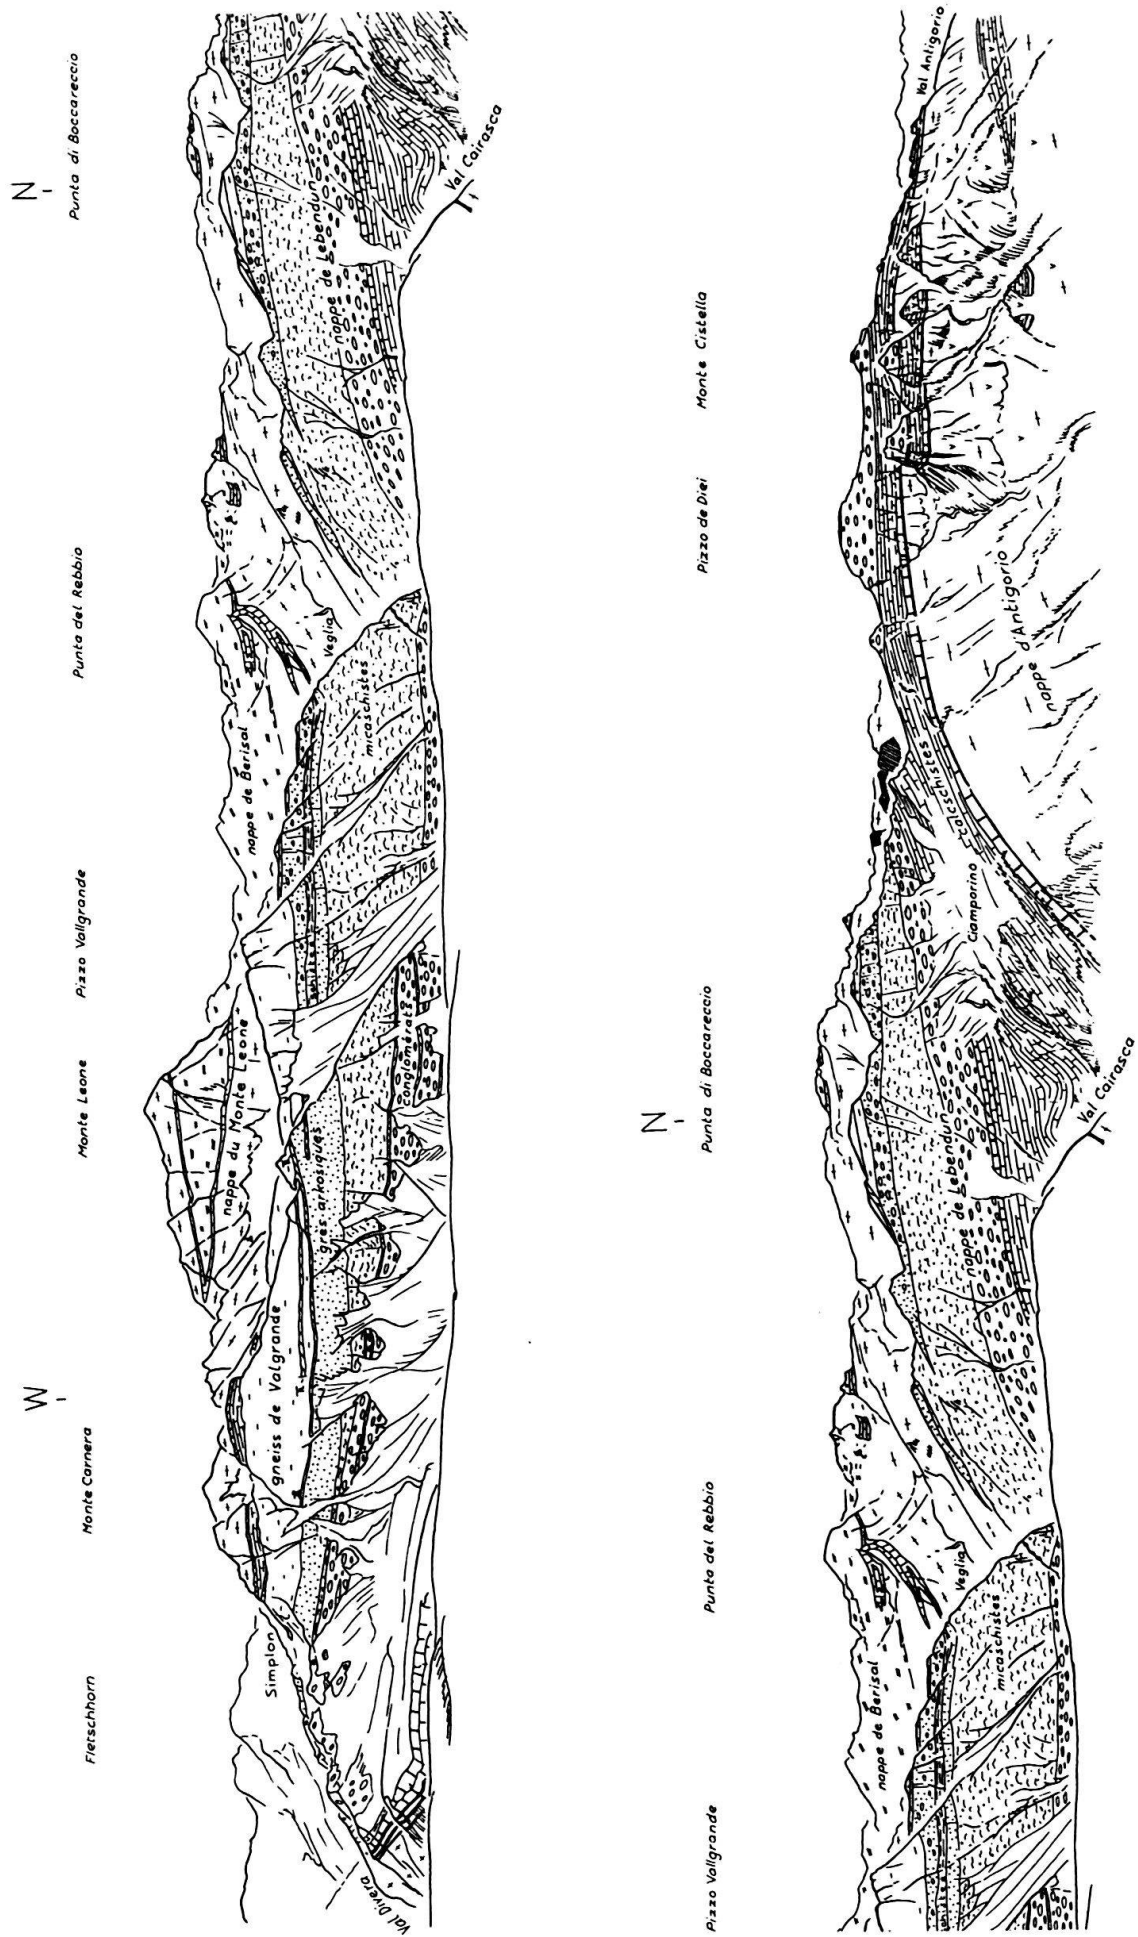 W
N
Fletschhorn
Monte Carnera
Monte Leone
Pizzo Vallgrande
Punta del Rebbio
Punta di Boccareccio
nappe du Monte Leone
nappe de Berisal
Simplon
gneiss de Valgrande
Veglia
grès arkosiques
schistes
micaschistes
nappe de Lebendun
conglomérats
Val Divera
Val Cairasca
N
Pizzo Vallgrande
Punta del Rebbio
Punta di Boccareccio
Pizzo de Diei
Monte Cistella
Val Antigorio
nappe de Berisal
calcschistes
Veglia
Ciamporino
micaschistes
nappe de Lebendun
nappe d'Antigorio
Val Cairasca